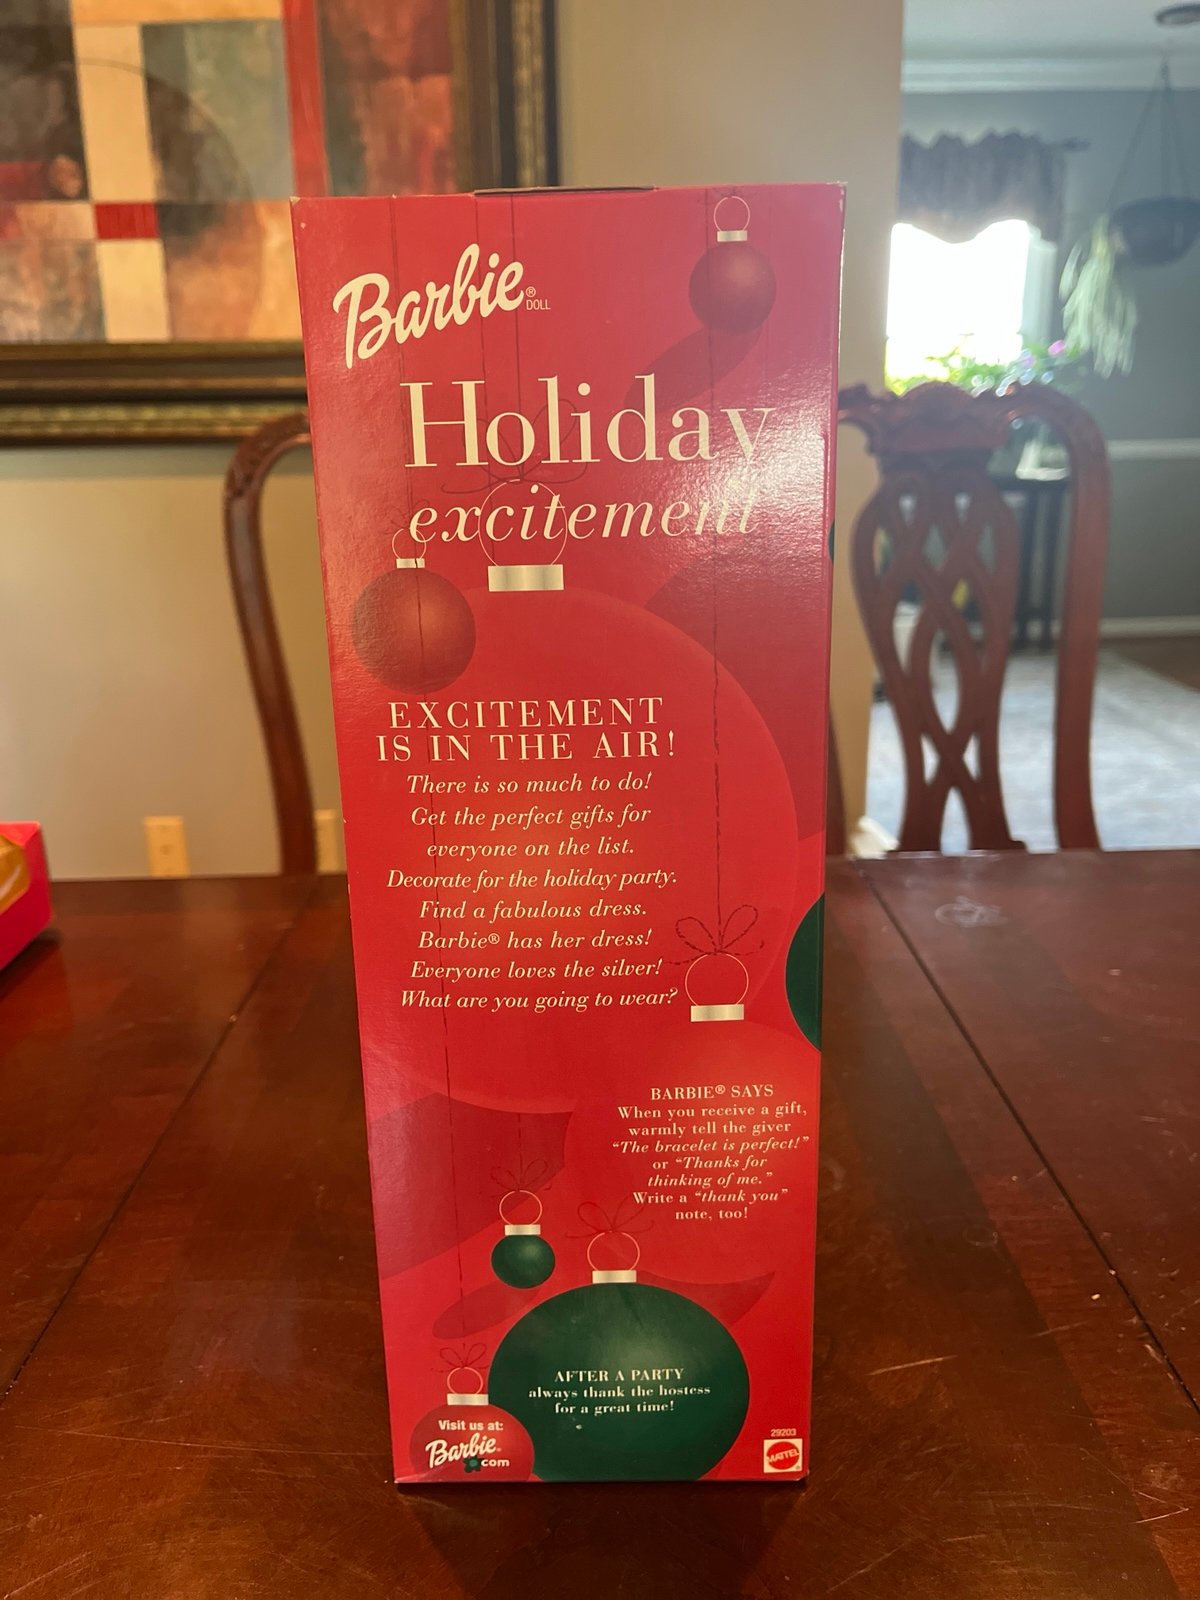 Barbie®
DOLL
Holiday
excitement
EXCITEMENT
IS IN THE AIR!
There is so much to do!
Get the perfect gifts for
everyone on the list.
Decorate for the holiday party.
Find a fabulous dress.
Barbie® has her dress!
Everyone loves the silver!
What are you going to wear?
BARBIE® SAYS
When you receive a gift,
warmly tell the giver
“The bracelet is perfect!”
or “Thanks for
thinking of me.”
Write a “thank you”
note, too!
AFTER A PARTY
always thank the hostess
for a great time!
Visit us at:
Barbie
.com
29203
MATTEL